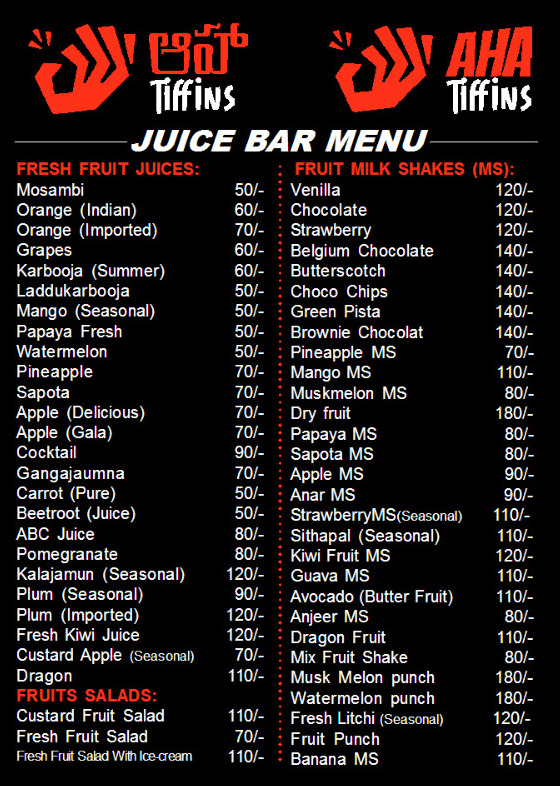 ಆಹಾ
Tiffins
AHA
Tiffins
JUICE BAR MENU
FRESH FRUIT JUICES:
Mosambi 50/-
Orange (Indian) 60/-
Orange (Imported) 70/-
Grapes 60/-
Karbooja (Summer) 60/-
Laddukarbooja 50/-
Mango (Seasonal) 50/-
Papaya Fresh 50/-
Watermelon 50/-
Pineapple 70/-
Sapota 70/-
Apple (Delicious) 70/-
Apple (Gala) 70/-
Cocktail 90/-
Gangajaumna 70/-
Carrot (Pure) 50/-
Beetroot (Juice) 50/-
ABC Juice 80/-
Pomegranate 80/-
Kalajamun (Seasonal) 120/-
Plum (Seasonal) 90/-
Plum (Imported) 120/-
Fresh Kiwi Juice 120/-
Custard Apple (Seasonal) 70/-
Dragon 110/-
FRUITS SALADS:
Custard Fruit Salad 110/-
Fresh Fruit Salad 70/-
Fresh Fruit Salad With Ice-cream 110/-
FRUIT MILK SHAKES (MS):
Venilla 120/-
Chocolate 120/-
Strawberry 120/-
Belgium Chocolate 140/-
Butterscotch 140/-
Choco Chips 140/-
Green Pista 140/-
Brownie Chocolat 140/-
Pineapple MS 70/-
Mango MS 110/-
Muskmelon MS 80/-
Dry fruit 180/-
Papaya MS 80/-
Sapota MS 80/-
Apple MS 90/-
Anar MS 90/-
StrawberryMS(Seasonal) 110/-
Sithapal (Seasonal) 110/-
Kiwi Fruit MS 120/-
Guava MS 110/-
Avocado (Butter Fruit) 110/-
Anjeer MS 80/-
Dragon Fruit 110/-
Mix Fruit Shake 80/-
Musk Melon punch 180/-
Watermelon punch 180/-
Fresh Litchi (Seasonal) 120/-
Fruit Punch 120/-
Banana MS 110/-